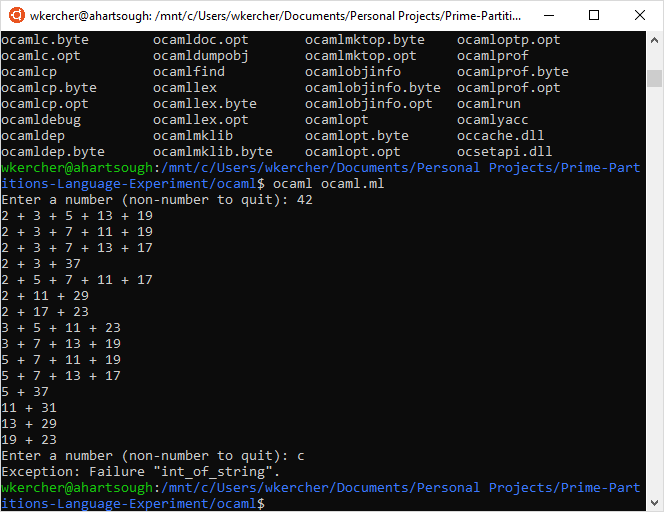 wkercher@ahartsough: /mnt/c/Users/wkercher/Documents/Personal Projects/Prime-Partiti...
ocamlc.byte ocamldoc.opt ocamlmktop.byte ocamloptp.opt
ocamlc.opt ocamldumpobj ocamlmktop.opt ocamlprof
ocamlcp ocamlfind ocamlobjinfo ocamlprof.byte
ocamlcp.byte ocamllex ocamlobjinfo.byte ocamlprof.opt
ocamlcp.opt ocamllex.byte ocamlobjinfo.opt ocamlrun
ocamldebug ocamllex.opt ocamlopt ocamlyacc
ocamldep ocamlmklib ocamlopt.byte occache.dll
ocamldep.byte ocamlmklib.byte ocamlopt.opt ocsetapi.dll
wkercher@ahartsough:/mnt/c/Users/wkercher/Documents/Personal Projects/Prime-Part
itions-Language-Experiment/ocaml$ ocaml ocaml.ml
Enter a number (non-number to quit): 42
2 + 3 + 5 + 13 + 19
2 + 3 + 7 + 11 + 19
2 + 3 + 7 + 13 + 17
2 + 3 + 37
2 + 5 + 7 + 11 + 17
2 + 11 + 29
2 + 17 + 23
3 + 5 + 11 + 23
3 + 7 + 13 + 19
5 + 7 + 11 + 19
5 + 7 + 13 + 17
5 + 37
11 + 31
13 + 29
19 + 23
Enter a number (non-number to quit): c
Exception: Failure "int_of_string".
wkercher@ahartsough:/mnt/c/Users/wkercher/Documents/Personal Projects/Prime-Part
itions-Language-Experiment/ocaml$